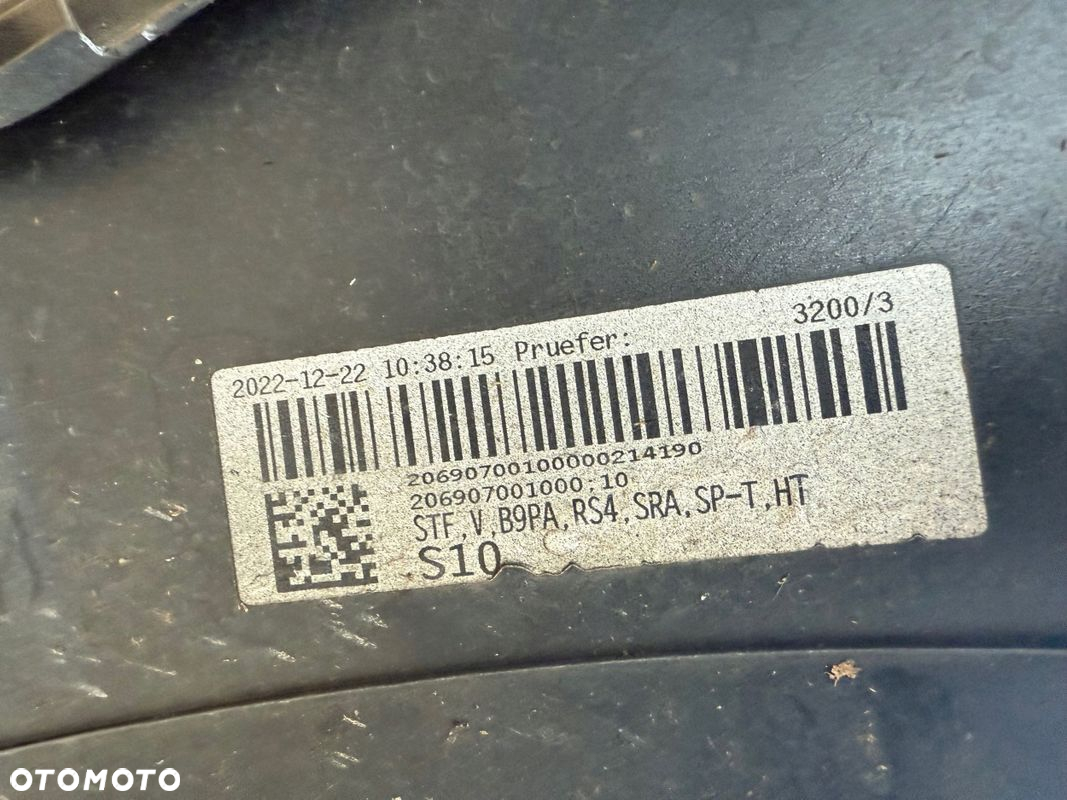 3200/3
2022-12-22 10:38:15 Pruefer:
20690700100000214190
206907001000:10
STF,V,B9PA,RS4,SRA,SP-T,HT
S10
OTOMOTO